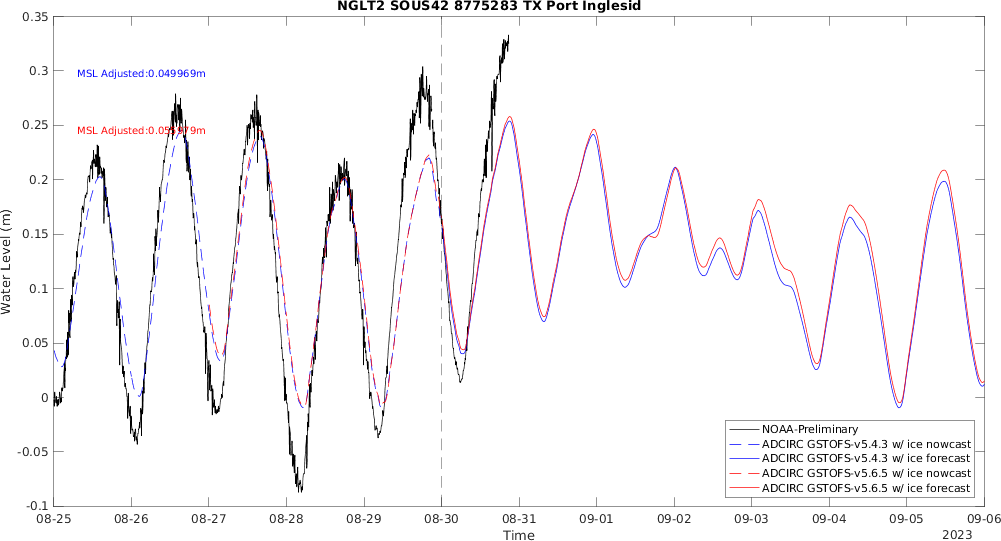 NGLT2 SOUS42 8775283 TX Port Inglesid
0.35
0.3
0.25
0.2
0.15
0.1
0.05
0
-0.05
-0.1
Water Level (m)
MSL Adjusted:0.049969m
MSL Adjusted:
NOAA-Preliminary
ADCIRC GSTOFS-v5.4.3 w/ ice nowcast
ADCIRC GSTOFS-v5.4.3 w/ ice forecast
ADCIRC GSTOFS-v5.6.5 w/ ice nowcast
ADCIRC GSTOFS-v5.6.5 w/ ice forecast
08-25 08-26 08-27 08-28 08-29 08-30 08-31 09-01 09-02 09-03 09-04 09-05 09-06
Time
2023